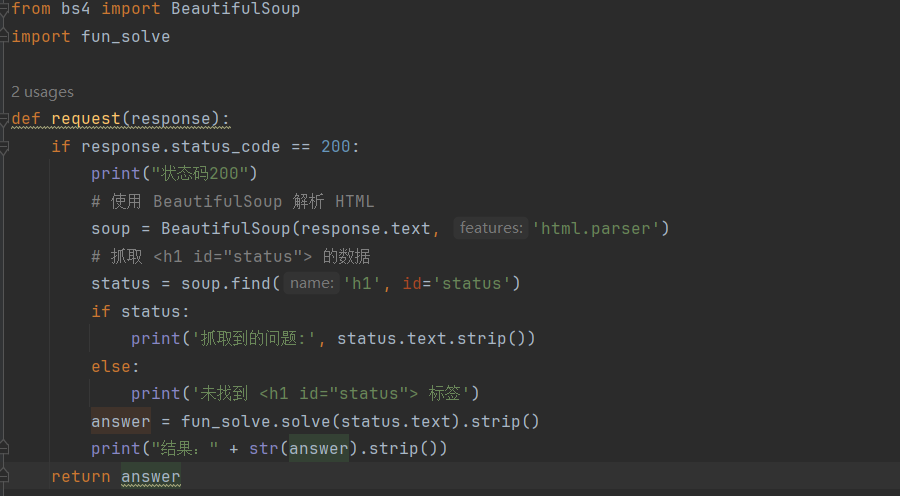 from bs4 import BeautifulSoup
import fun_solve
2 usages
def request(response):
    if response.status_code == 200:
        print("状态码200")
        # 使用 BeautifulSoup 解析 HTML
        soup = BeautifulSoup(response.text, features: 'html.parser')
        # 抓取 <h1 id="status"> 的数据
        status = soup.find( name: 'h1', id='status')
        if status:
            print('抓取到的问题:', status.text.strip())
        else:
            print('未找到 <h1 id="status"> 标签')
        answer = fun_solve.solve(status.text).strip()
        print("结果：" + str(answer).strip())
    return answer